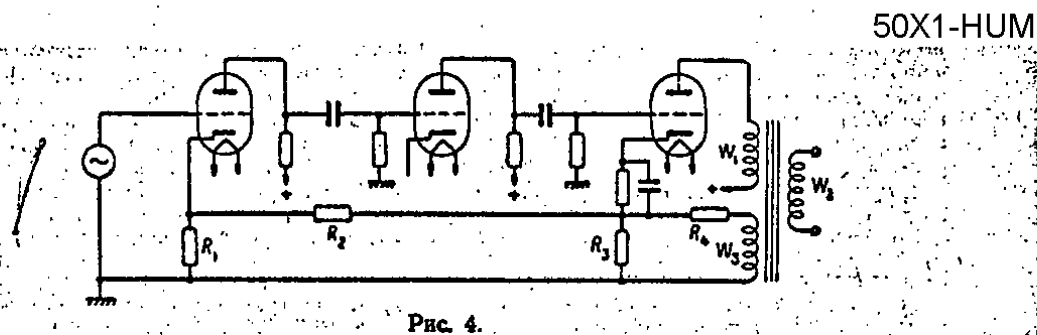 50X1-HUM
W₁
+
W₂
+
+
R₂
R₁
R₃
R₄
W₃
Рис. 4.